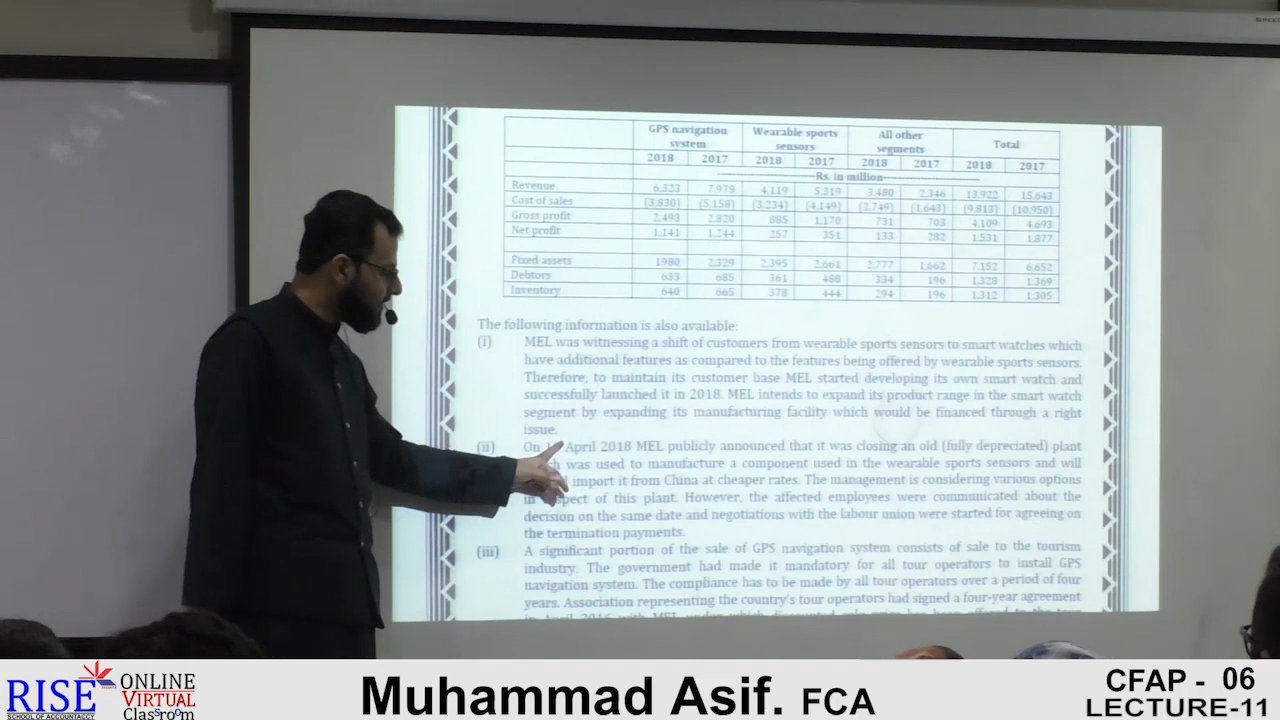 GPS navigation system Wearable sports sensors All other segments Total
2018 2017 2018 2017 2018 2017 2018 2017
Rs. in million
Revenue 6,323 7,978 4,119 5,319 3,480 2,346 13,922 15,643
Cost of sales (3,830) (5,158) (3,234) (4,149) (2,749) (1,643) (9,813) (10,950)
Gross profit 2,493 2,820 885 1,170 731 703 4,109 4,693
Net profit 1,141 1,244 257 351 133 282 1,531 1,877
Fixed assets 1980 2,329 2,395 2,661 2,777 1,662 7,152 6,652
Debtors 633 685 361 488 334 196 1,328 1,369
Inventory 640 665 378 444 294 196 1,312 1,305
The following information is also available:
(i) MEL was witnessing a shift of customers from wearable sports sensors to smart watches which
have additional features as compared to the features being offered by wearable sports sensors.
Therefore, to maintain its customer base MEL started developing its own smart watch and
successfully launched it in 2018. MEL intends to expand its product range in the smart watch
segment by expanding its manufacturing facility which would be financed through a right
issue.
(ii) On April 2018 MEL publicly announced that it was closing an old (fully depreciated) plant
was used to manufacture a component used in the wearable sports sensors and will
import it from China at cheaper rates. The management is considering various options
of this plant. However, the affected employees were communicated about the
decision on the same date and negotiations with the labour union were started for agreeing on
the termination payments.
(iii) A significant portion of the sale of GPS navigation system consists of sale to the tourism
industry. The government had made it mandatory for all tour operators to install GPS
navigation system. The compliance has to be made by all tour operators over a period of four
years. Association representing the country's tour operators had signed a four-year agreement
RISE
SCHOOL OF ACCOUNTACCY
ONLINE
VIRTUAL
Classroom
Muhammad Asif. FCA
CFAP - 06
LECTURE-11